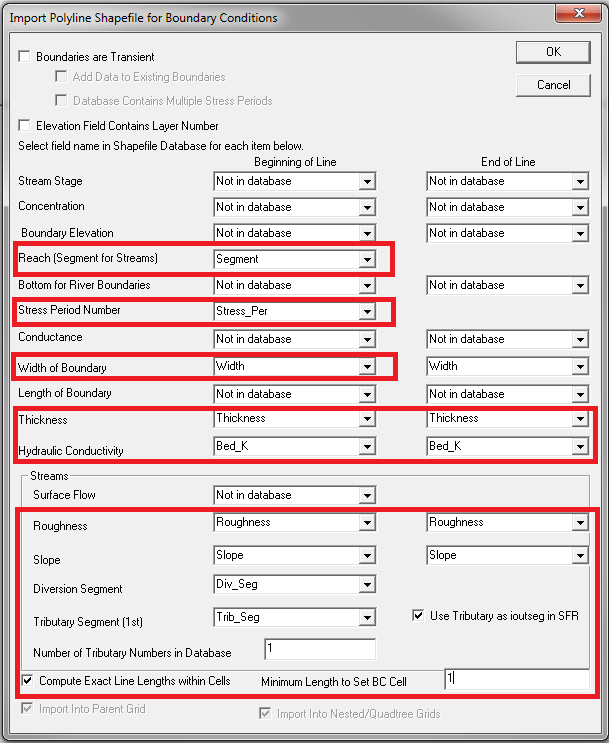 Import Polyline Shapefile for Boundary Conditions
Boundaries are Transient
OK
Add Data to Existing Boundaries
Cancel
Database Contains Multiple Stress Periods
Elevation Field Contains Layer Number
Select field name in Shapefile Database for each item below.
Beginning of Line End of Line
Stream Stage Not in database Not in database
Concentration Not in database Not in database
Boundary Elevation Not in database Not in database
Reach (Segment for Streams) Segment
Bottom for River Boundaries Not in database Not in database
Stress Period Number Stress_Per
Conductance Not in database Not in database
Width of Boundary Width Width
Length of Boundary Not in database Not in database
Thickness Thickness Thickness
Hydraulic Conductivity Bed_K Bed_K
Streams
Surface Flow Not in database
Roughness Roughness Roughness
Slope Slope Slope
Diversion Segment Div_Seg
Tributary Segment (1st) Trib_Seg Use Tributary as ioutseg in SFR
Number of Tributary Numbers in Database 1
Compute Exact Line Lengths within Cells Minimum Length to Set BC Cell 1
Import Into Parent Grid Import Into Nested/Quadtree Grids